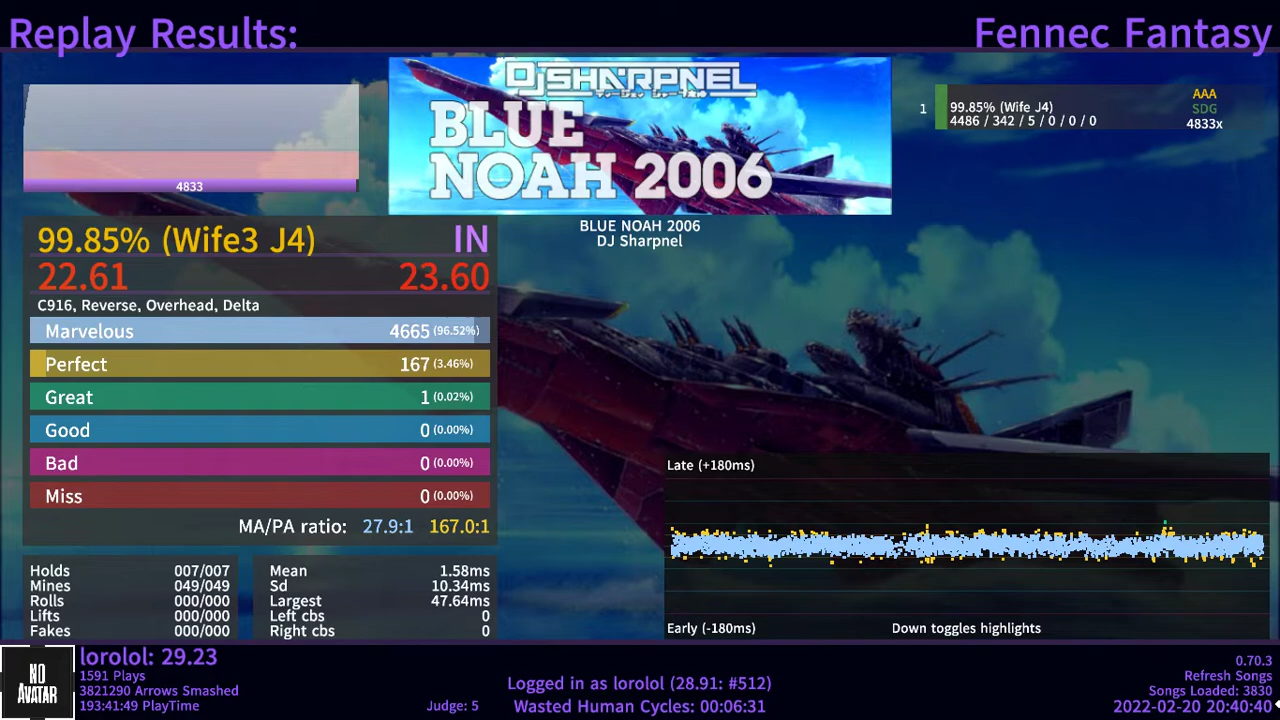 Replay Results:
Fennec Fantasy
4833
DJ SHARPNEL
BLUE
NOAH 2006
BLUE NOAH 2006
DJ Sharpnel
1
99.85% (Wife J4)
4486 / 342 / 5 / 0 / 0 / 0
AAA
SDG
4833x
99.85% (Wife3 J4) IN
22.61 23.60
C916, Reverse, Overhead, Delta
Marvelous 4665 (96.52%)
Perfect 167 (3.46%)
Great 1 (0.02%)
Good 0 (0.00%)
Bad 0 (0.00%)
Miss 0 (0.00%)
MA/PA ratio: 27.9:1 167.0:1
Holds 007/007
Mines 049/049
Rolls 000/000
Lifts 000/000
Fakes 000/000
Mean 1.58ms
Sd 10.34ms
Largest 47.64ms
Left cbs 0
Right cbs 0
Late (+180ms)
Early (-180ms)
Down toggles highlights
NO
AVATAR
lorolol: 29.23
1591 Plays
3821290 Arrows Smashed
193:41:49 PlayTime
Judge: 5
Logged in as lorolol (28.91: #512)
Wasted Human Cycles: 00:06:31
0.70.3
Refresh Songs
Songs Loaded: 3830
2022-02-20 20:40:40